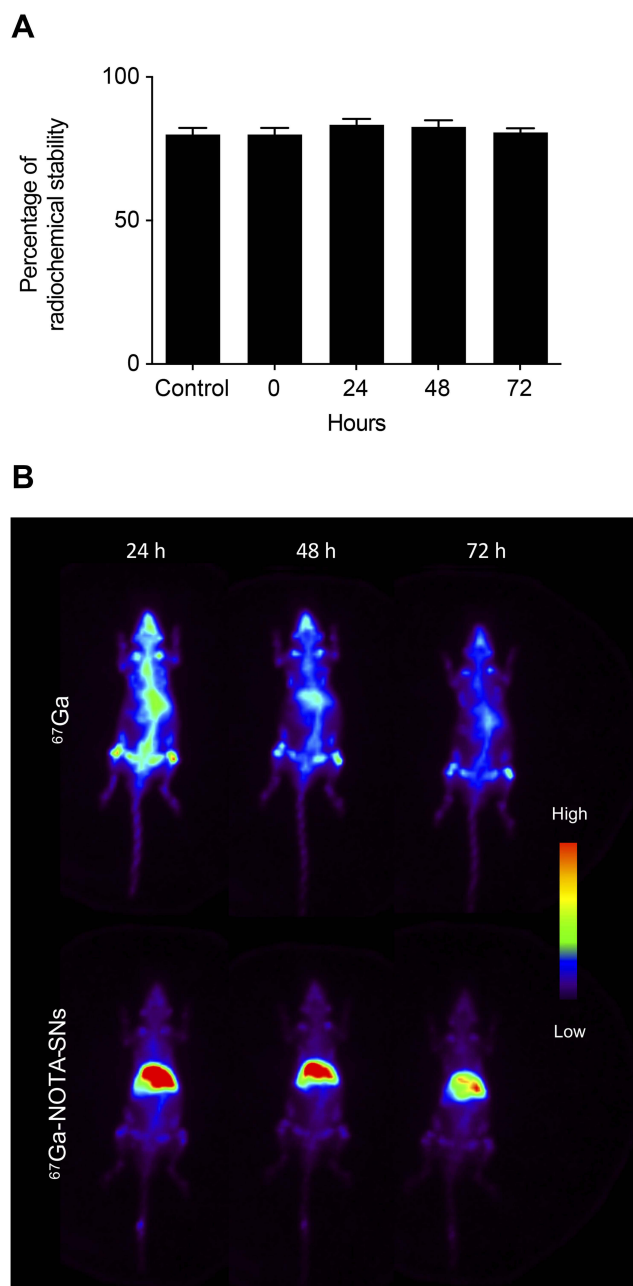 A
100
50
0
Percentage of
radiochemical stability
Control 0 24 48 72
Hours
B
24 h 48 h 72 h
⁶⁷Ga
High
Low
⁶⁷Ga-NOTA-SNs